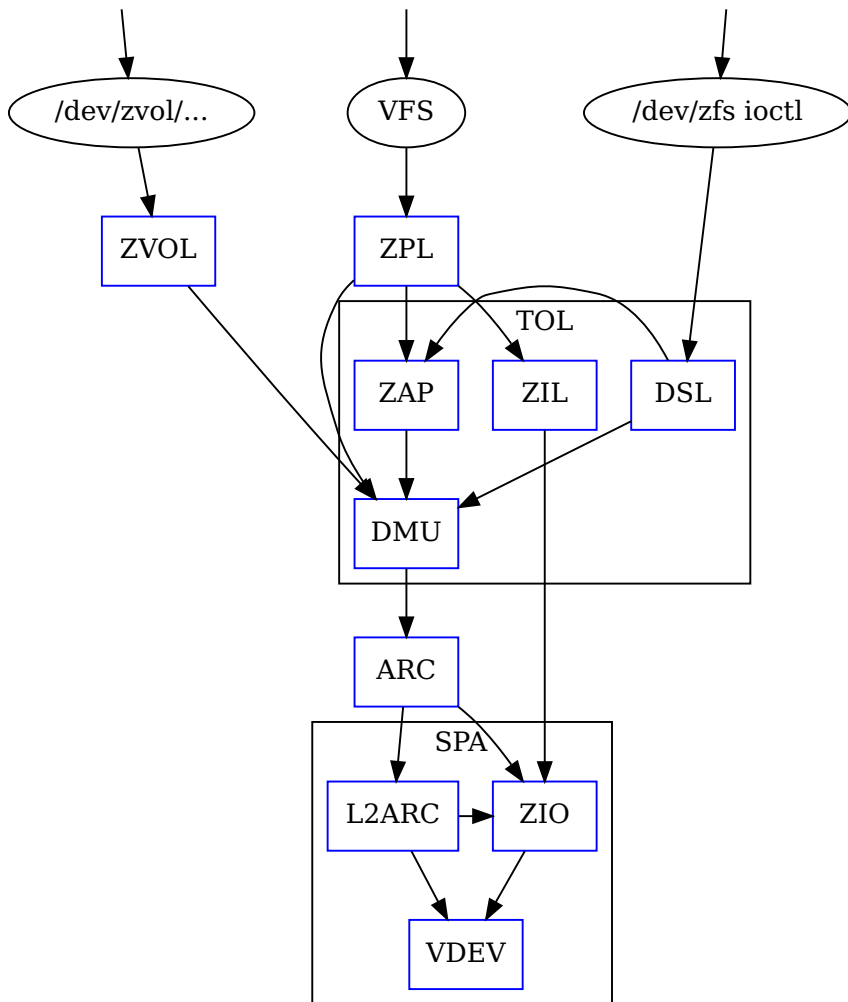 /dev/zvol/...
VFS
/dev/zfs ioctl
ZVOL
ZPL
TOL
ZAP
ZIL
DSL
DMU
ARC
SPA
L2ARC
ZIO
VDEV